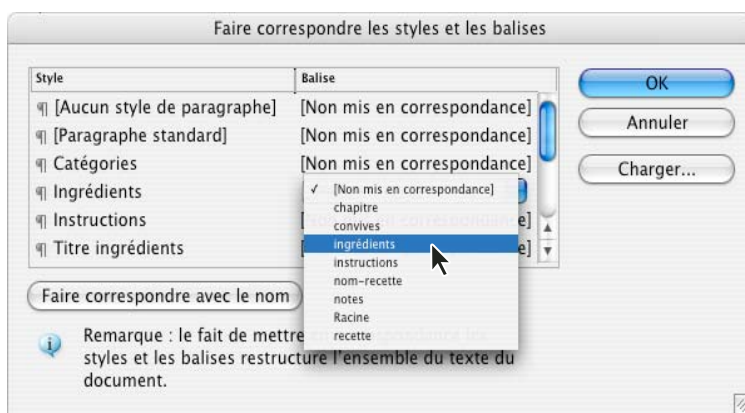 Faire correspondre les styles et les balises
Style Balise
¶ [Aucun style de paragraphe] [Non mis en correspondance]
¶ [Paragraphe standard] [Non mis en correspondance]
¶ Catégories [Non mis en correspondance]
¶ Ingrédients
¶ Instructions
¶ Titre ingrédients
✓ [Non mis en correspondance]
chapitre
convives
ingrédients
instructions
nom-recette
notes
Racine
recette
OK
Annuler
Charger...
Faire correspondre avec le nom
Remarque : le fait de mettre
styles et les balises restructure l'ensemble du texte du
document.